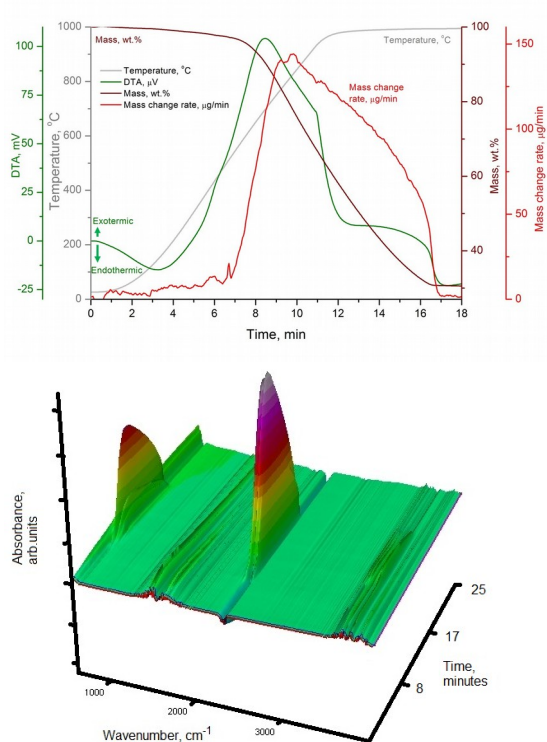 Mass, wt.%
Temperature, °C
Temperature, °C
DTA, µV
Mass, wt.%
Mass change rate, µg/min
Mass change
rate, µg/min
Exotermic
Endothermic
DTA, mV
50
100
75
50
25
0
-25
Temperature, °C
1000
800
600
400
200
0
0 2 4 6 8 10 12 14 16 18
Time, min
Mass, wt.%
100
80
60
40
Mass change rate, µg/min
150
100
50
0
Absorbance,
arb.units
1000
2000
3000
Wavenumber, cm-1
8
17
25
Time,
minutes